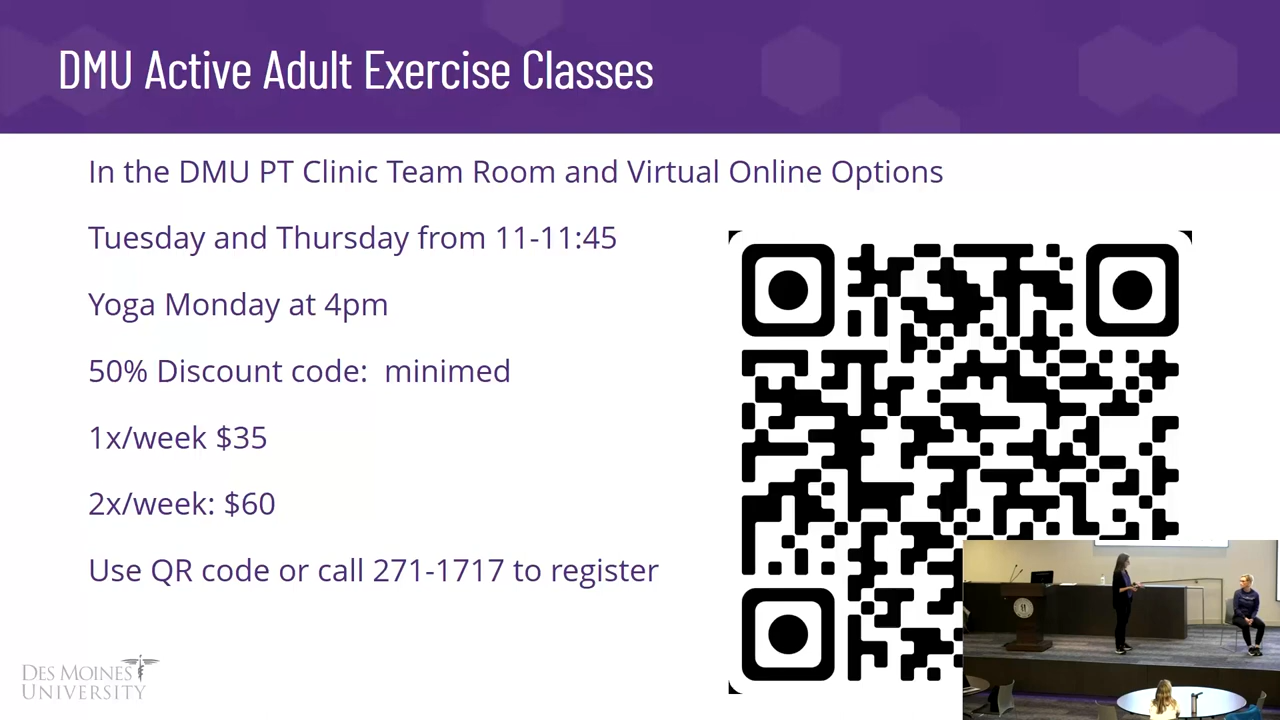 DMU Active Adult Exercise Classes
In the DMU PT Clinic Team Room and Virtual Online Options
Tuesday and Thursday from 11-11:45
Yoga Monday at 4pm
50% Discount code:  minimed
1x/week $35
2x/week: $60
Use QR code or call 271-1717 to register
DES MOINES
UNIVERSITY